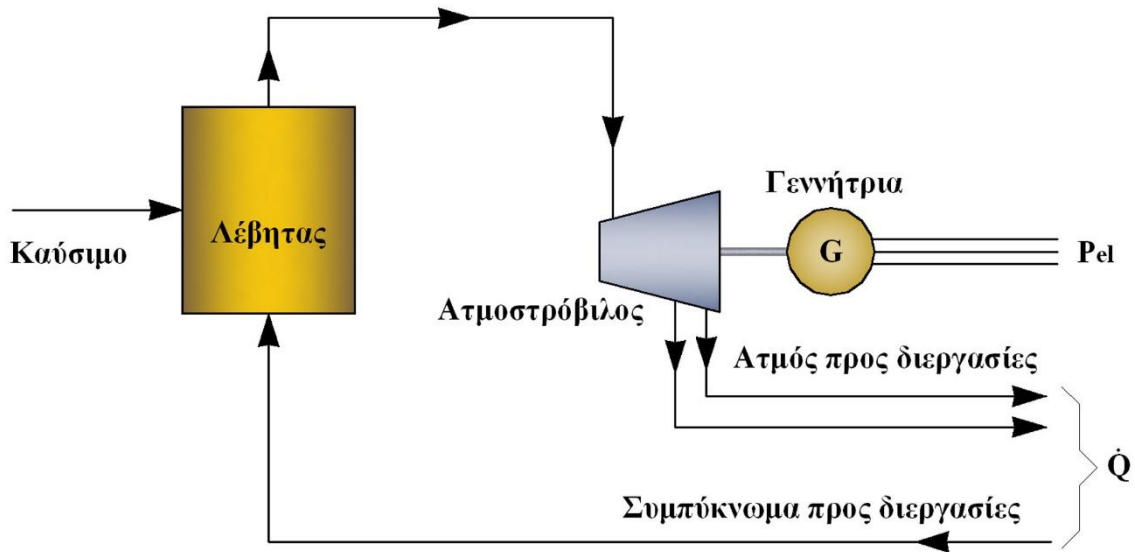 Γεννήτρια
Λέβητας
Καύσιμο
G
Pel
Ατμοστρόβιλος
Ατμός προς διεργασίες
Q̇
Συμπύκνωμα προς διεργασίες